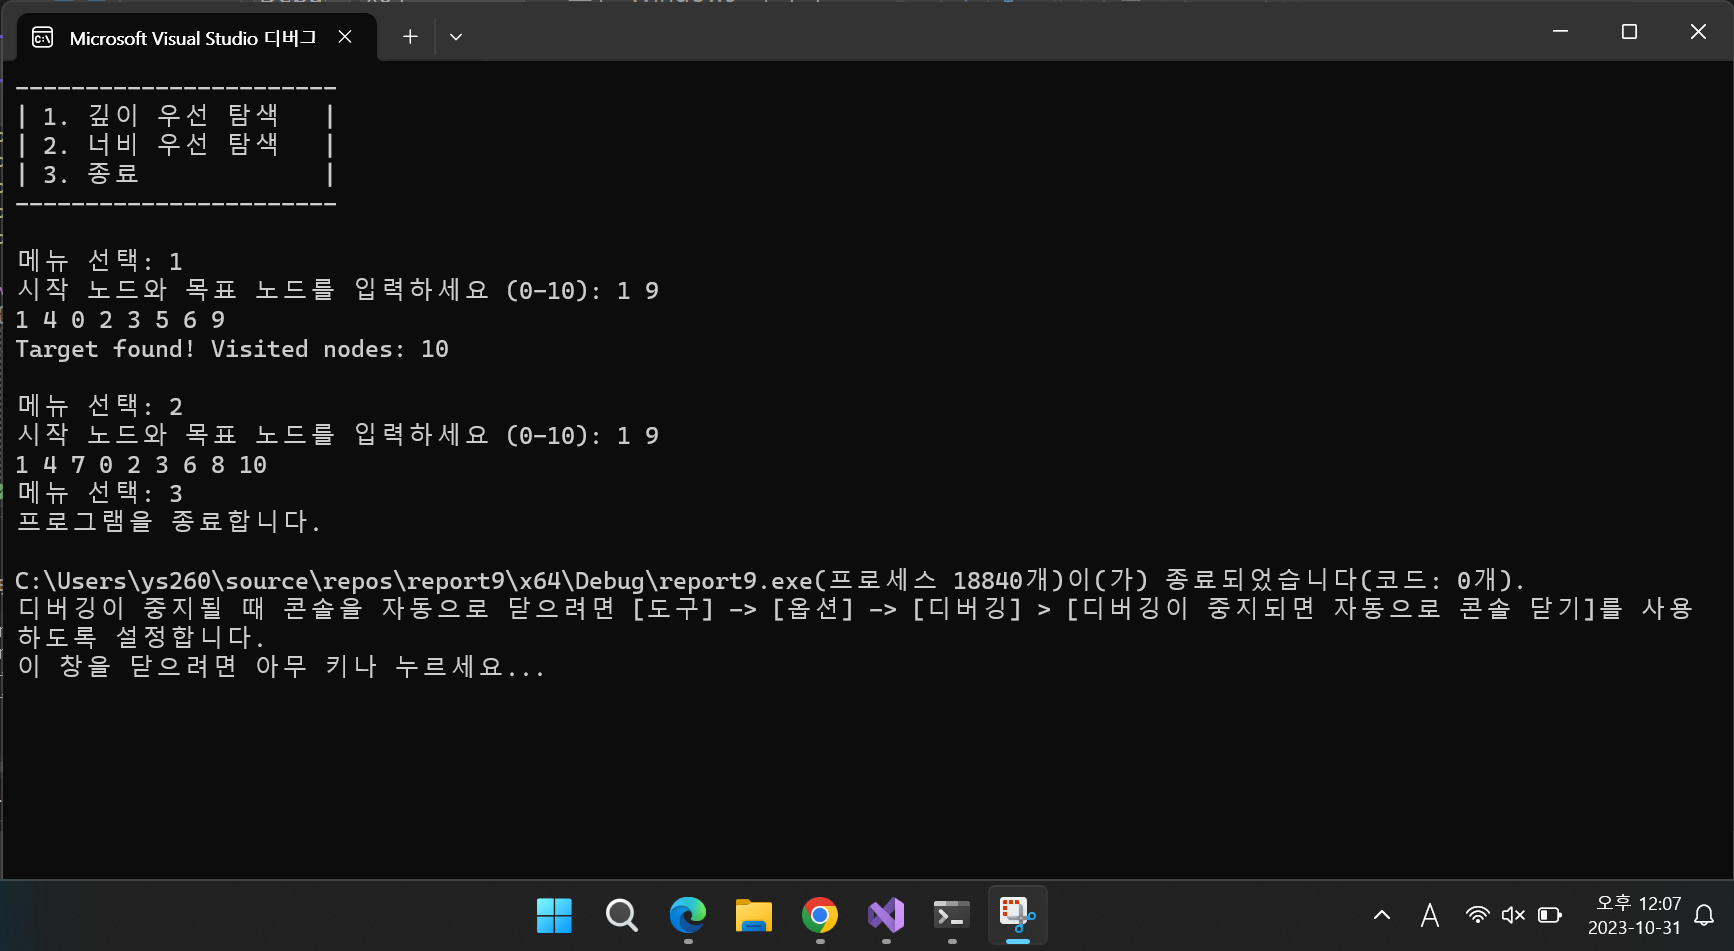 Microsoft Visual Studio 디버그
-----------------------
| 1. 깊이 우선 탐색   |
| 2. 너비 우선 탐색   |
| 3. 종료             |
-----------------------
메뉴 선택: 1
시작 노드와 목표 노드를 입력하세요 (0-10): 1 9
1 4 0 2 3 5 6 9
Target found! Visited nodes: 10
메뉴 선택: 2
시작 노드와 목표 노드를 입력하세요 (0-10): 1 9
1 4 7 0 2 3 6 8 10
메뉴 선택: 3
프로그램을 종료합니다.
C:\Users\ys260\source\repos\report9\x64\Debug\report9.exe(프로세스 18840개)이(가) 종료되었습니다(코드: 0개).
디버깅이 중지될 때 콘솔을 자동으로 닫으려면 [도구] -> [옵션] -> [디버깅] > [디버깅이 중지되면 자동으로 콘솔 닫기]를 사용
하도록 설정합니다.
이 창을 닫으려면 아무 키나 누르세요...
A
오후 12:07
2023-10-31